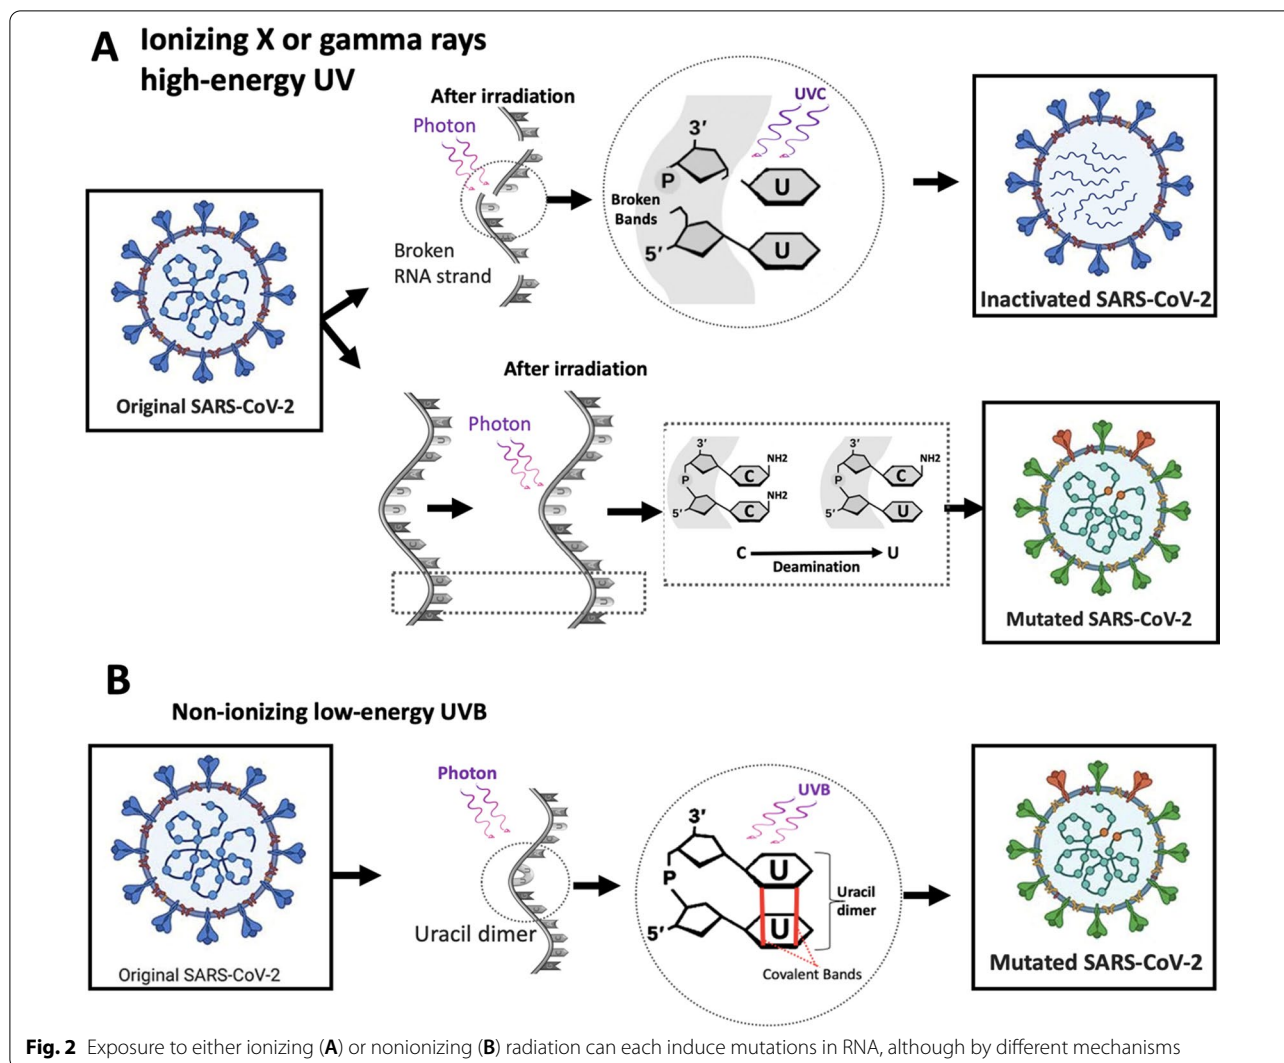 A
Ionizing X or gamma rays
high-energy UV
After irradiation
Photon
Broken
RNA strand
UVC
3′
P
Broken
Bands
U
5′
U
Inactivated SARS-CoV-2
Original SARS-CoV-2
After irradiation
Photon
U
U
3′
NH2
C
P
NH2
5′
C
3′
NH2
C
P
5′
U
C
U
Deamination
Mutated SARS-CoV-2
B
Non-ionizing low-energy UVB
Original SARS-CoV-2
Photon
Uracil dimer
UVB
3′
P
U
5′
U
Uracil
dimer
Covalent Bands
Mutated SARS-CoV-2
Fig. 2 Exposure to either ionizing (A) or nonionizing (B) radiation can each induce mutations in RNA, although by different mechanisms